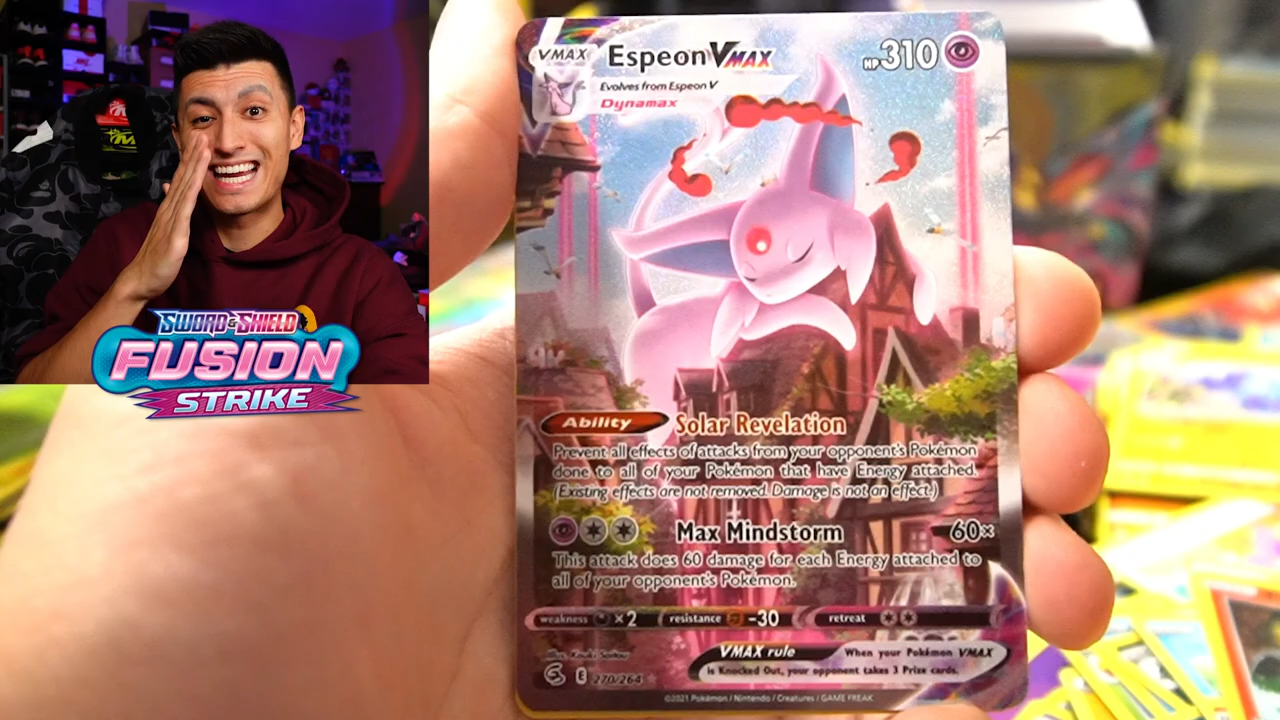 VMAX
Espeon VMAX
HP 310
Evolves from Espeon V
Dynamax
SWORD & SHIELD
FUSION
STRIKE
Ability Solar Revelation
Prevent all effects of attacks from your opponent's Pokémon
done to all of your Pokémon that have Energy attached.
(Existing effects are not removed. Damage is not an effect.)
Max Mindstorm 60×
This attack does 60 damage for each Energy attached to
all of your opponent's Pokémon.
weakness ×2 resistance -30 retreat
VMAX rule When your Pokémon VMAX
is Knocked Out, your opponent takes 3 Prize cards.
Illus. Kouki Saitou
E 270/264
©2021 Pokémon / Nintendo / Creatures / GAME FREAK